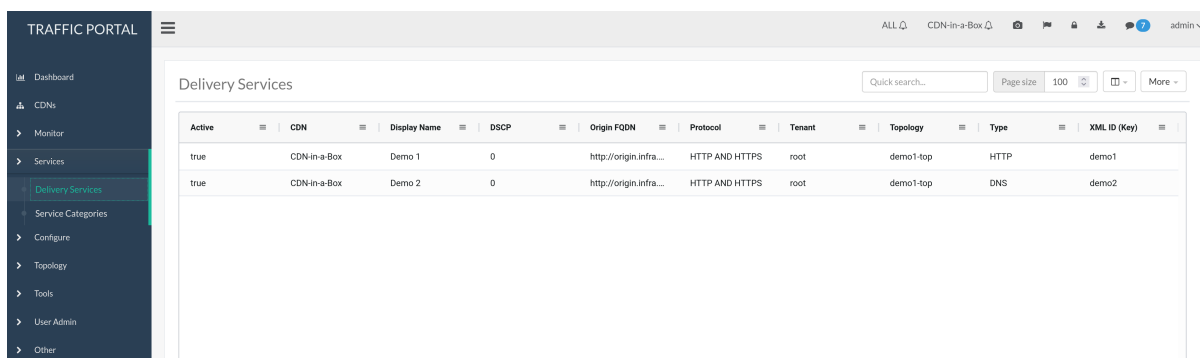 TRAFFIC PORTAL
ALL CDN-in-a-Box 7 admin
Dashboard
CDNs
Monitor
Services
Delivery Services
Service Categories
Configure
Topology
Tools
User Admin
Other
Delivery Services
Quick search... Page size 100 More
Active CDN Display Name DSCP Origin FQDN Protocol Tenant Topology Type XML ID (Key)
true CDN-in-a-Box Demo 1 0 http://origin.infra.... HTTP AND HTTPS root demo1-top HTTP demo1
true CDN-in-a-Box Demo 2 0 http://origin.infra.... HTTP AND HTTPS root demo1-top DNS demo2